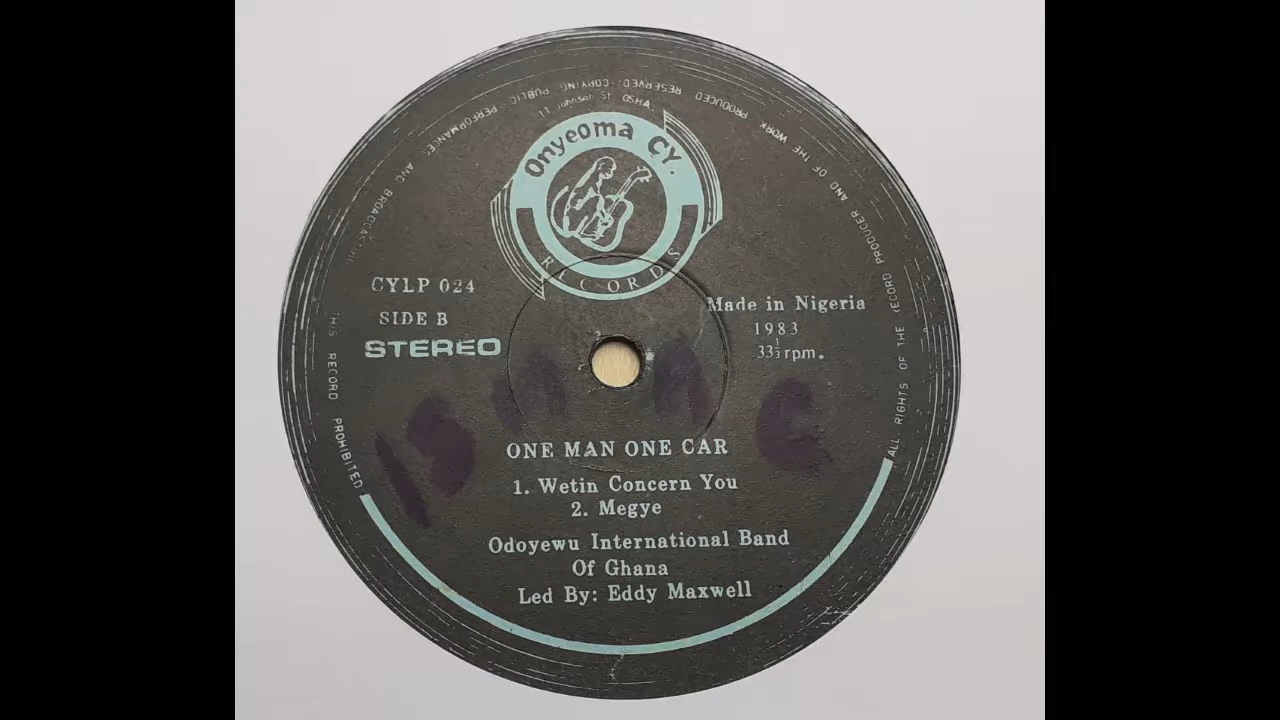 THIS RECORD PROHIBITED
AND BROADCASTING
PUBLIC PERFORMANCE,
RESERVED: COPYING,
OF THE WORK PRODUCED
ALL RIGHTS OF THE RECORD PRODUCER AND
Onyeoma CY.
RECORDS
CYLP 024
SIDE B
STEREO
Made in Nigeria
1983
33⅓ rpm.
ONE MAN ONE CAR
1. Wetin Concern You
2. Megye
Odoyewu International Band
Of Ghana
Led By: Eddy Maxwell